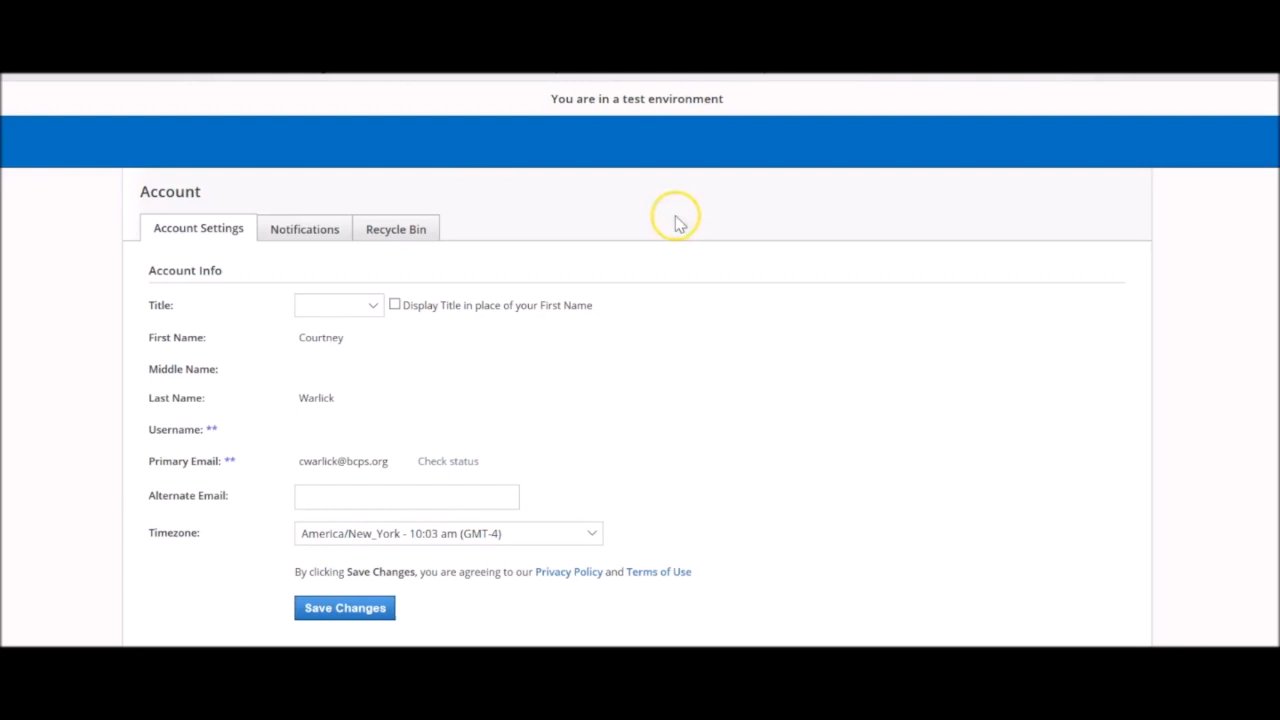 You are in a test environment
Account
Account Settings Notifications Recycle Bin
Account Info
Title: Display Title in place of your First Name
First Name: Courtney
Middle Name:
Last Name: Warlick
Username: **
Primary Email: ** cwarlick@bcps.org Check status
Alternate Email:
Timezone: America/New_York - 10:03 am (GMT-4)
By clicking Save Changes, you are agreeing to our Privacy Policy and Terms of Use
Save Changes